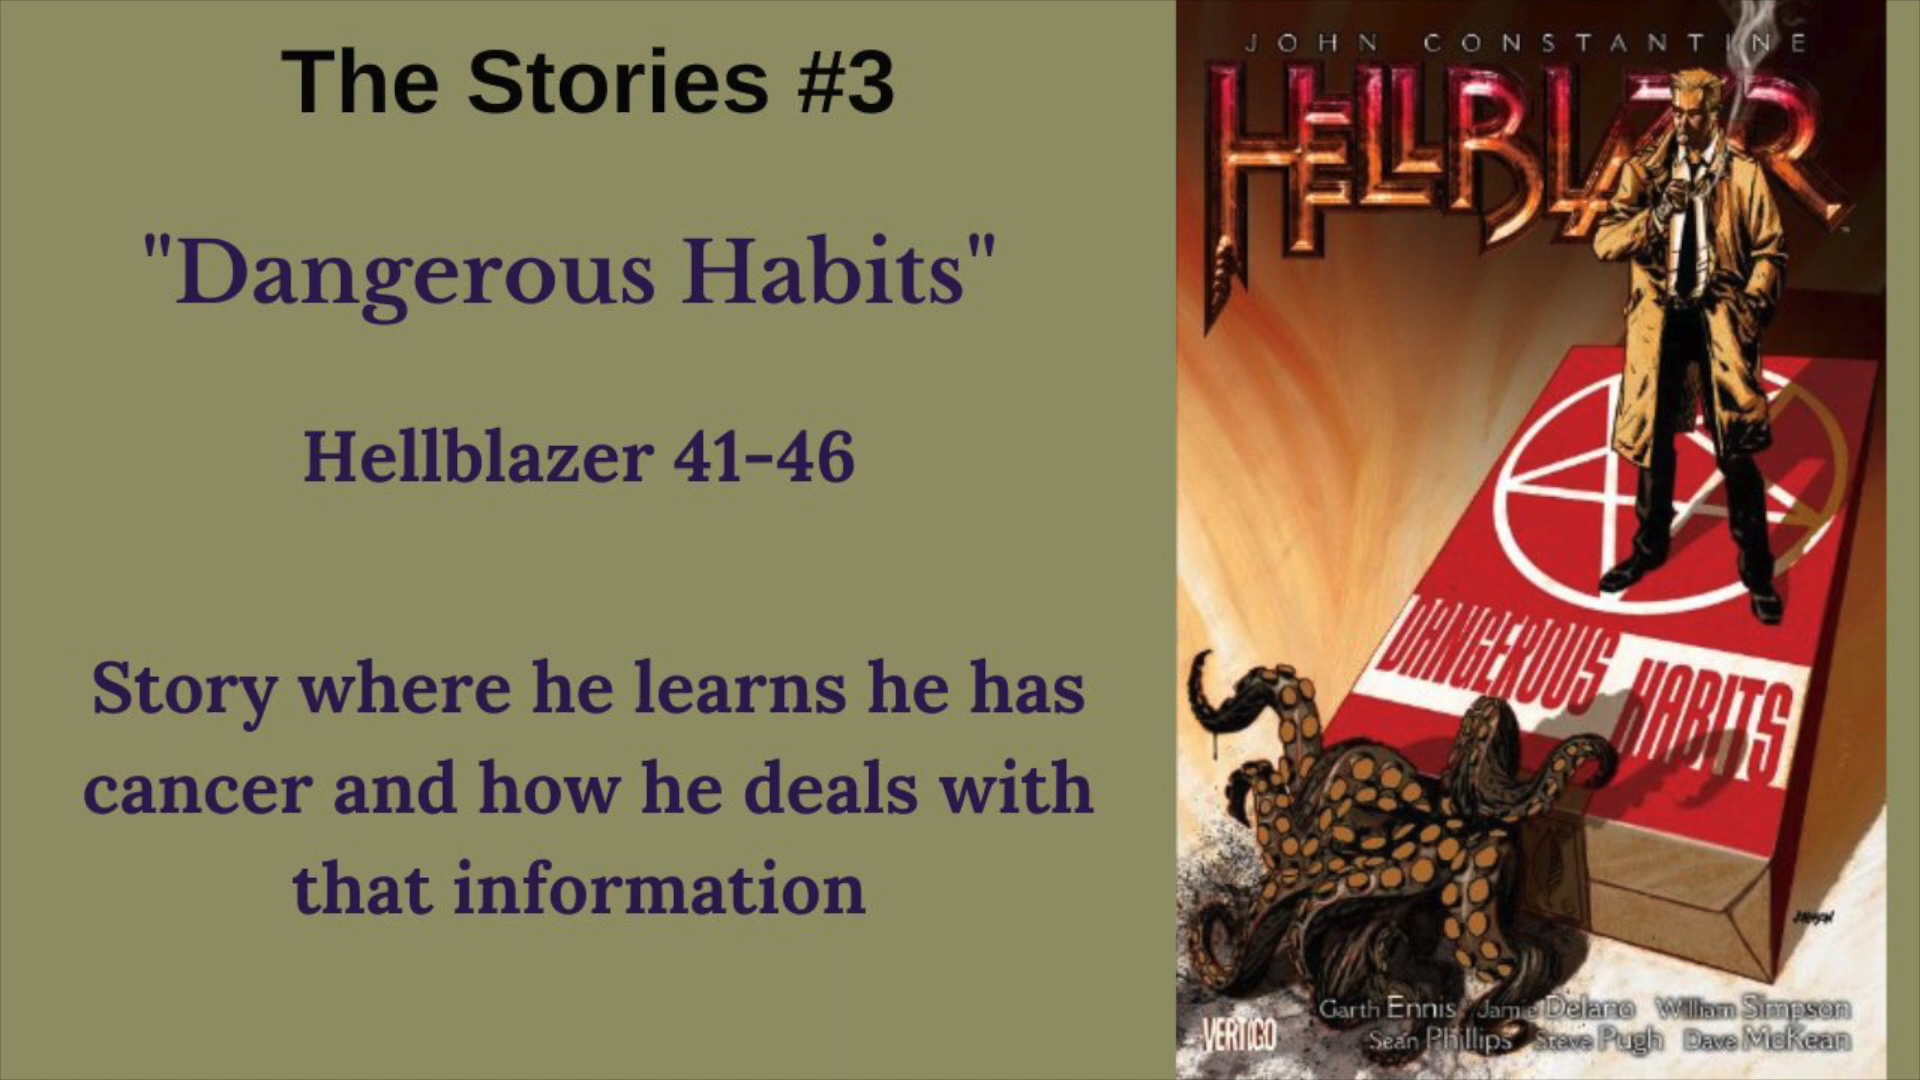 The Stories #3
"Dangerous Habits"
Hellblazer 41-46
Story where he learns he has
cancer and how he deals with
that information
JOHN CONSTANTINE
HELLBLAZER
DANGEROUS HABITS
JOHNSON
Garth Ennis Jamie Delano William Simpson
Sean Phillips Steve Pugh Dave McKean
VERTIGO